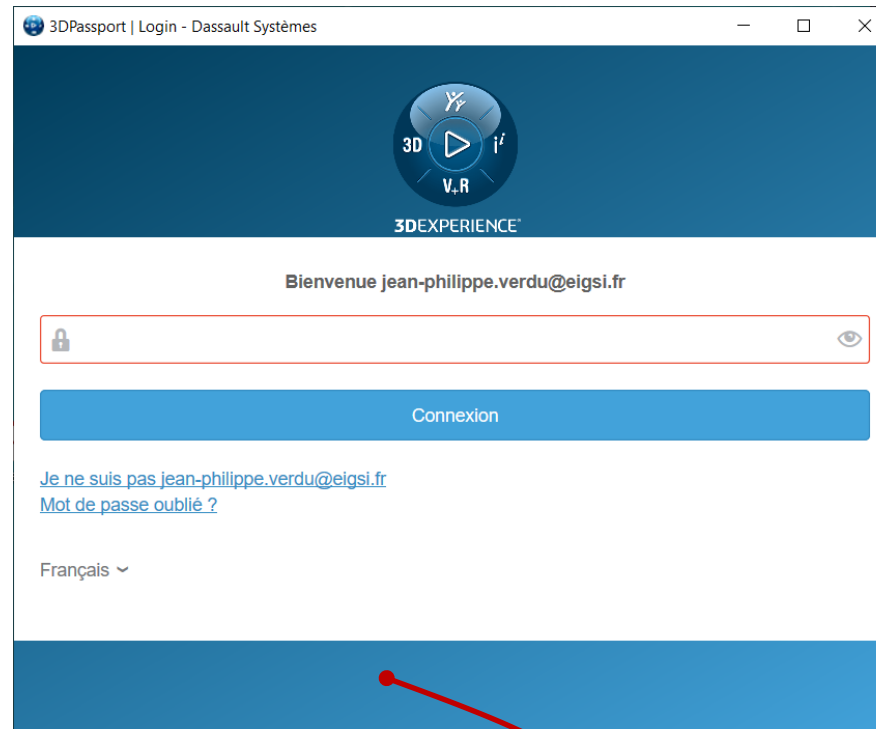 3DPassport | Login - Dassault Systèmes
3D
i i
V+R
3DEXPERIENCE®
Bienvenue jean-philippe.verdu@eigsi.fr
Connexion
Je ne suis pas jean-philippe.verdu@eigsi.fr
Mot de passe oublié ?
Français